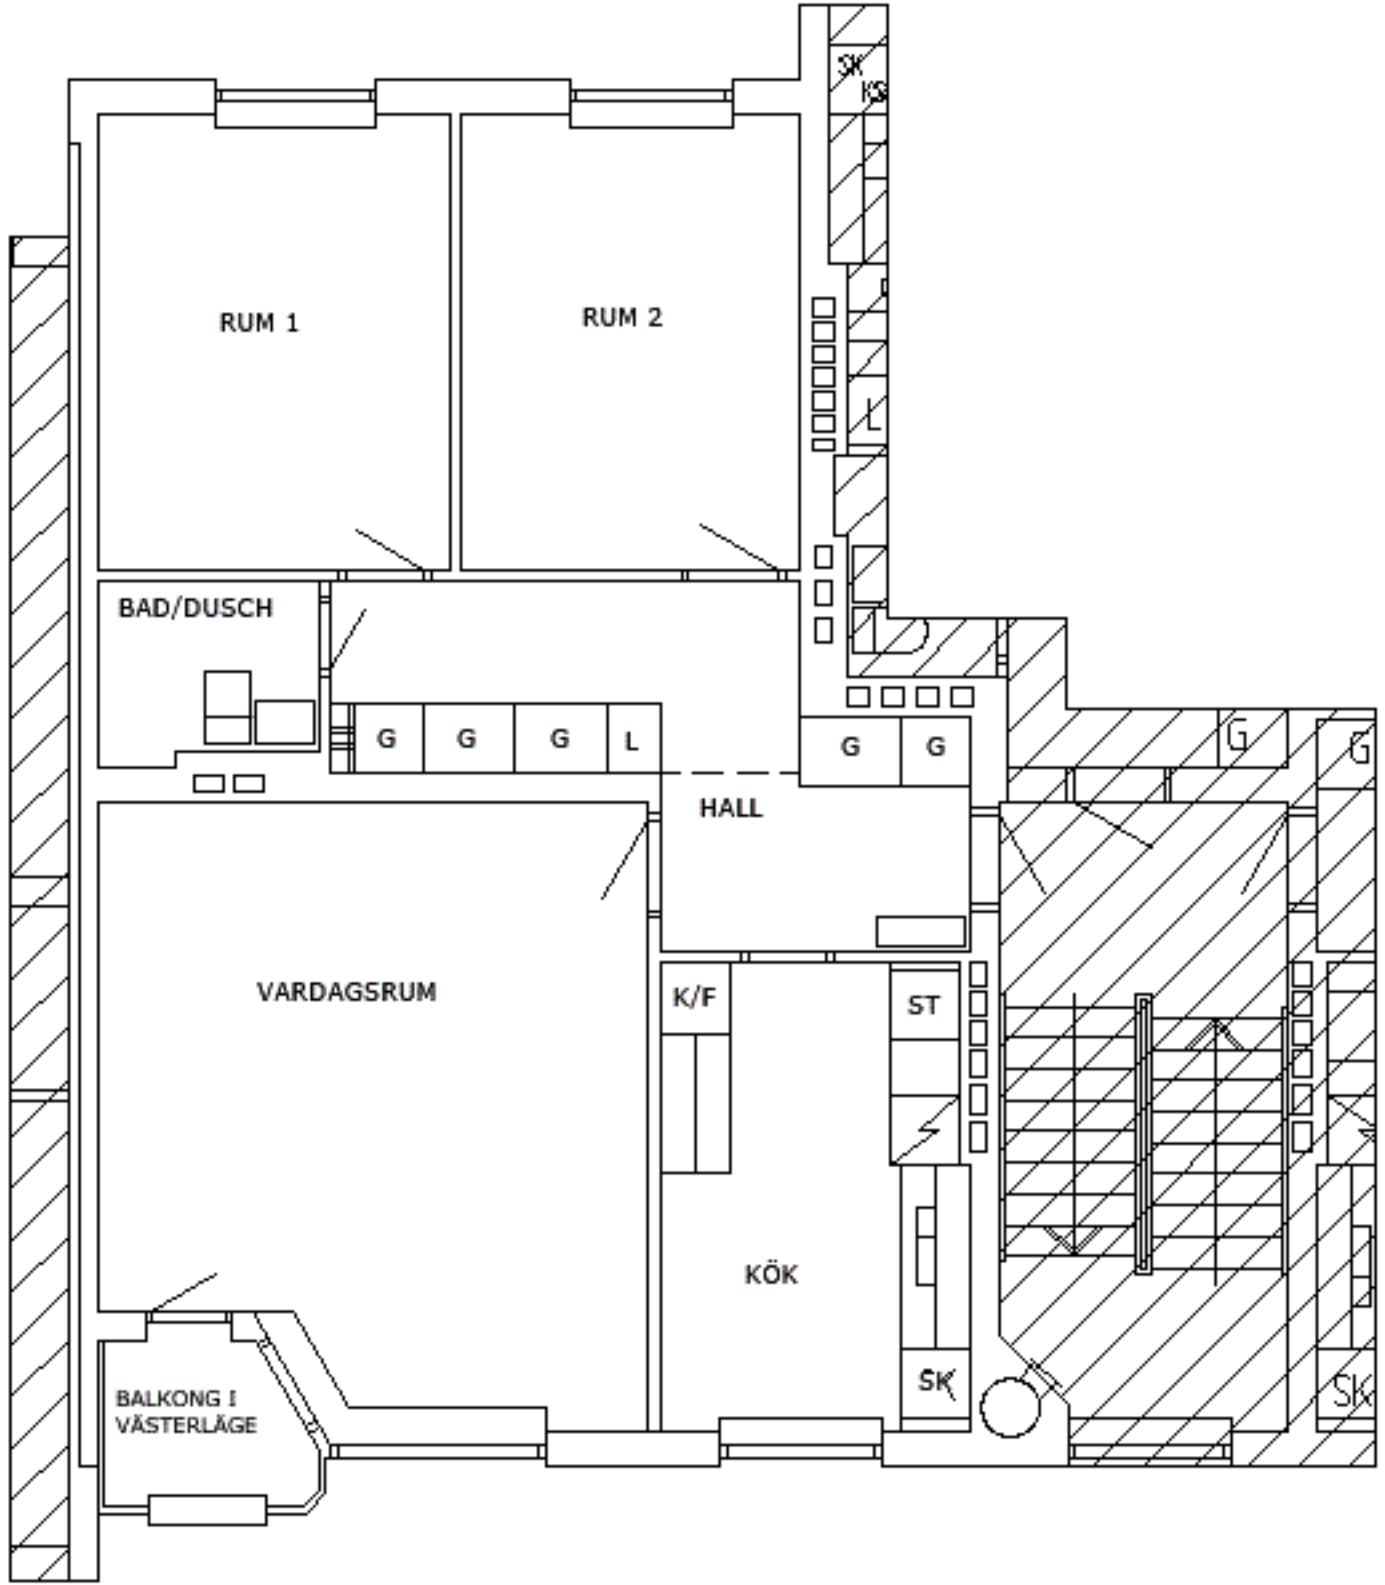 SK
KS
RUM 1
RUM 2
L
BAD/DUSCH
G
G
G
L
G
G
G
G
HALL
VARDAGSRUM
K/F
ST
KÖK
SK
SK
BALKONG I
VÄSTERLÄGE